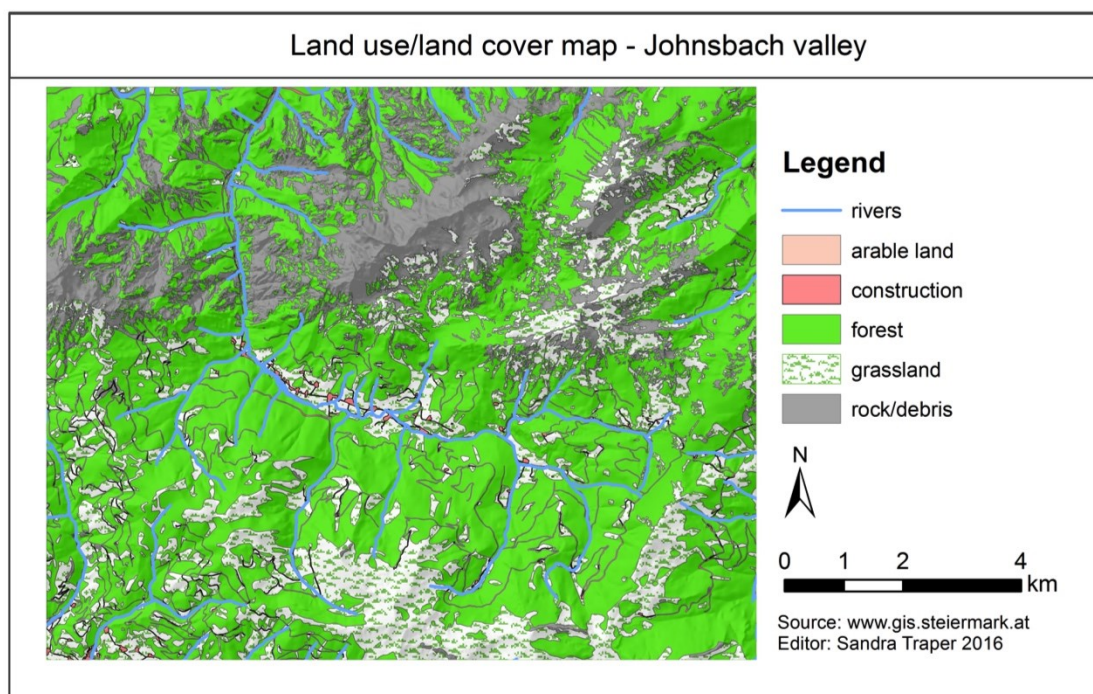 Land use/land cover map - Johnsbach valley
Legend
rivers
arable land
construction
forest
grassland
rock/debris
N
0 1 2 4
km
Source: www.gis.steiermark.at
Editor: Sandra Traper 2016